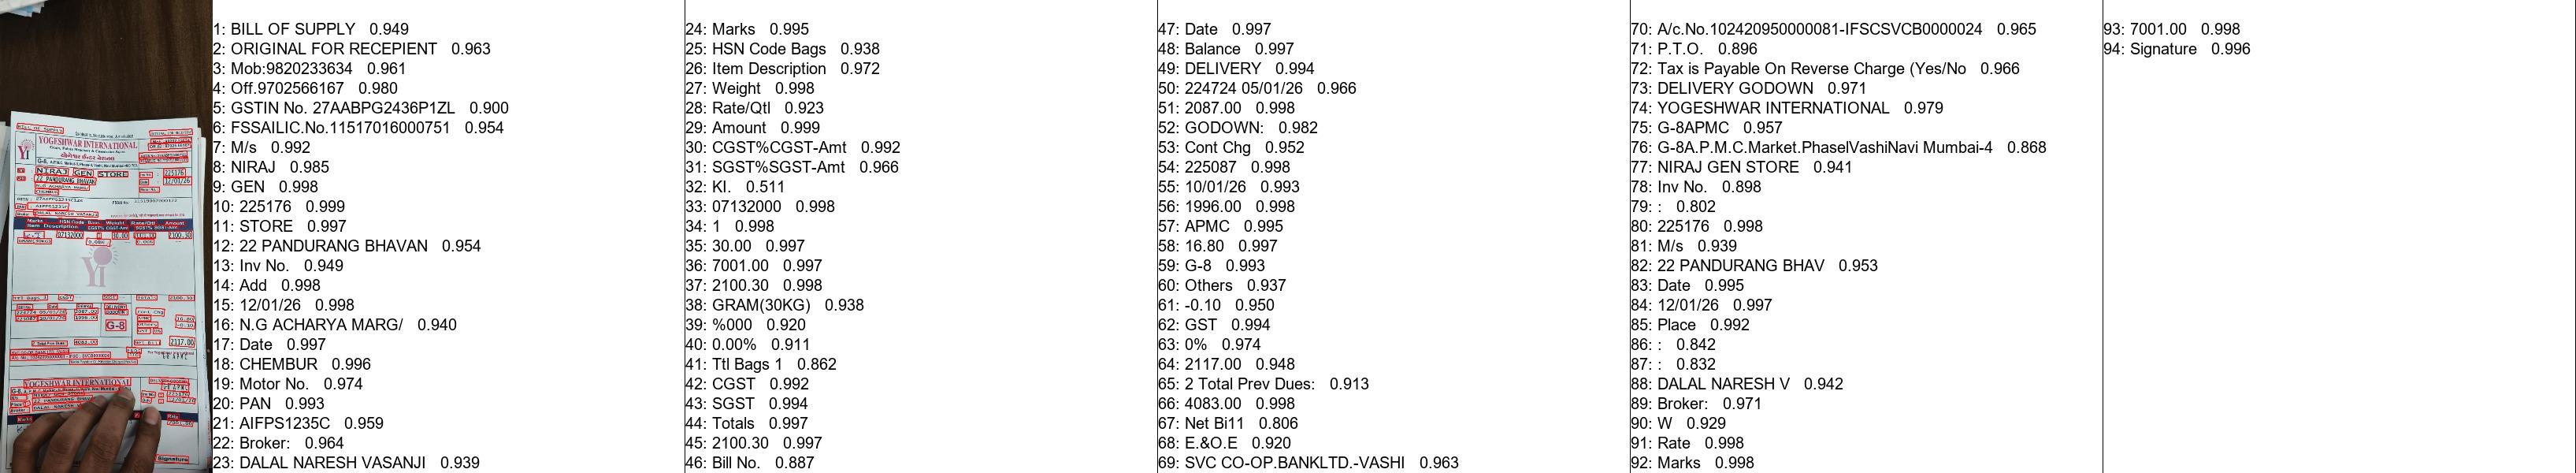 1: BILL OF SUPPLY 0.949
2: ORIGINAL FOR RECEPIENT 0.963
3: Mob:9820233634 0.961
4: Off.9702566167 0.980
5: GSTIN No. 27AABPG2436P1ZL 0.900
6: FSSAILIC.No.11517016000751 0.954
7: M/s 0.992
8: NIRAJ 0.985
9: GEN 0.998
10: 225176 0.999
11: STORE 0.997
12: 22 PANDURANG BHAVAN 0.954
13: Inv No. 0.949
14: Add 0.998
15: 12/01/26 0.998
16: N.G ACHARYA MARG/ 0.940
17: Date 0.997
18: CHEMBUR 0.996
19: Motor No. 0.974
20: PAN 0.993
21: AIFPS1235C 0.959
22: Broker: 0.964
23: DALAL NARESH VASANJI 0.939
24: Marks 0.995
25: HSN Code Bags 0.938
26: Item Description 0.972
27: Weight 0.998
28: Rate/Qtl 0.923
29: Amount 0.999
30: CGST%CGST-Amt 0.992
31: SGST%SGST-Amt 0.966
32: KI. 0.511
33: 07132000 0.998
34: 1 0.998
35: 30.00 0.997
36: 7001.00 0.997
37: 2100.30 0.998
38: GRAM(30KG) 0.938
39: %000 0.920
40: 0.00% 0.911
41: Ttl Bags 1 0.862
42: CGST 0.992
43: SGST 0.994
44: Totals 0.997
45: 2100.30 0.997
46: Bill No. 0.887
47: Date 0.997
48: Balance 0.997
49: DELIVERY 0.994
50: 224724 05/01/26 0.966
51: 2087.00 0.998
52: GODOWN: 0.982
53: Cont Chg 0.952
54: 225087 0.998
55: 10/01/26 0.993
56: 1996.00 0.998
57: APMC 0.995
58: 16.80 0.997
59: G-8 0.993
60: Others 0.937
61: -0.10 0.950
62: GST 0.994
63: 0% 0.974
64: 2117.00 0.948
65: 2 Total Prev Dues: 0.913
66: 4083.00 0.998
67: Net Bi11 0.806
68: E.&O.E 0.920
69: SVC CO-OP.BANKLTD.-VASHI 0.963
70: A/c.No.102420950000081-IFSCSVCB0000024 0.965
71: P.T.O. 0.896
72: Tax is Payable On Reverse Charge (Yes/No 0.966
73: DELIVERY GODOWN 0.971
74: YOGESHWAR INTERNATIONAL 0.979
75: G-8APMC 0.957
76: G-8A.P.M.C.Market.PhaselVashiNavi Mumbai-4 0.868
77: NIRAJ GEN STORE 0.941
78: Inv No. 0.898
79: : 0.802
80: 225176 0.998
81: M/s 0.939
82: 22 PANDURANG BHAV 0.953
83: Date 0.995
84: 12/01/26 0.997
85: Place 0.992
86: : 0.842
87: : 0.832
88: DALAL NARESH V 0.942
89: Broker: 0.971
90: W 0.929
91: Rate 0.998
92: Marks 0.998
93: 7001.00 0.998
94: Signature 0.996